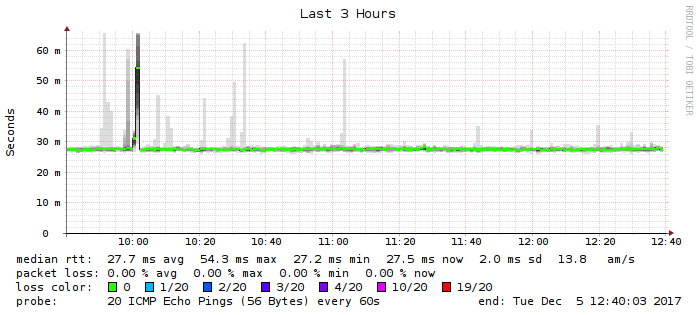 Last 3 Hours
RRDTOOL / TOBI OETIKER
Seconds
60 m
50 m
40 m
30 m
20 m
10 m
0
10:00 10:20 10:40 11:00 11:20 11:40 12:00 12:20 12:40
median rtt: 27.7 ms avg 54.3 ms max 27.2 ms min 27.5 ms now 2.0 ms sd 13.8 am/s
packet loss: 0.00 % avg 0.00 % max 0.00 % min 0.00 % now
loss color: 0 1/20 2/20 3/20 4/20 10/20 19/20
probe: 20 ICMP Echo Pings (56 Bytes) every 60s end: Tue Dec 5 12:40:03 2017